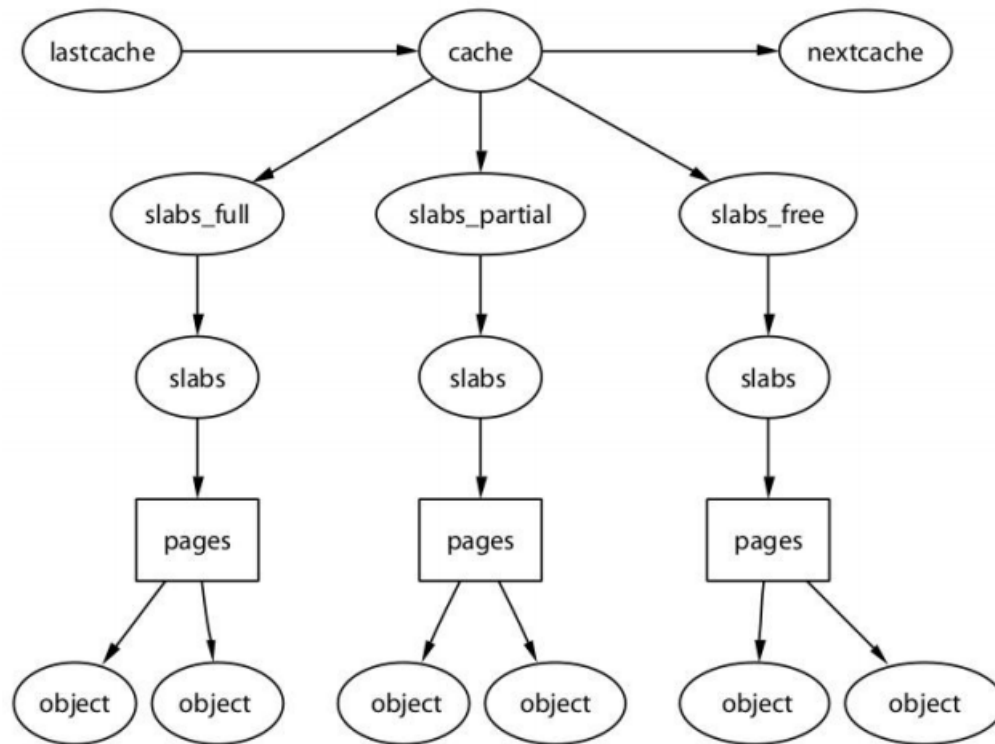 lastcache
cache
nextcache
slabs_full
slabs_partial
slabs_free
slabs
slabs
slabs
pages
pages
pages
object
object
object
object
object
object